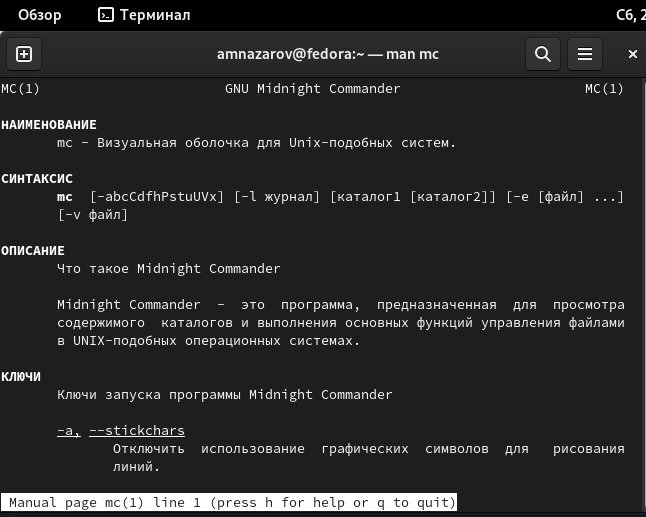 Обзор Терминал Сб, 2
amnazarov@fedora:~ — man mc
MC(1) GNU Midnight Commander MC(1)
НАИМЕНОВАНИЕ
mc - Визуальная оболочка для Unix-подобных систем.
СИНТАКСИС
mc [-abcCdfhPstuUVx] [-l журнал] [каталог1 [каталог2]] [-e [файл] ...]
[-v файл]
ОПИСАНИЕ
Что такое Midnight Commander
Midnight Commander - это программа, предназначенная для просмотра
содержимого каталогов и выполнения основных функций управления файлами
в UNIX-подобных операционных системах.
КЛЮЧИ
Ключи запуска программы Midnight Commander
-a, --stickchars
Отключить использование графических символов для рисования
линий.
Manual page mc(1) line 1 (press h for help or q to quit)